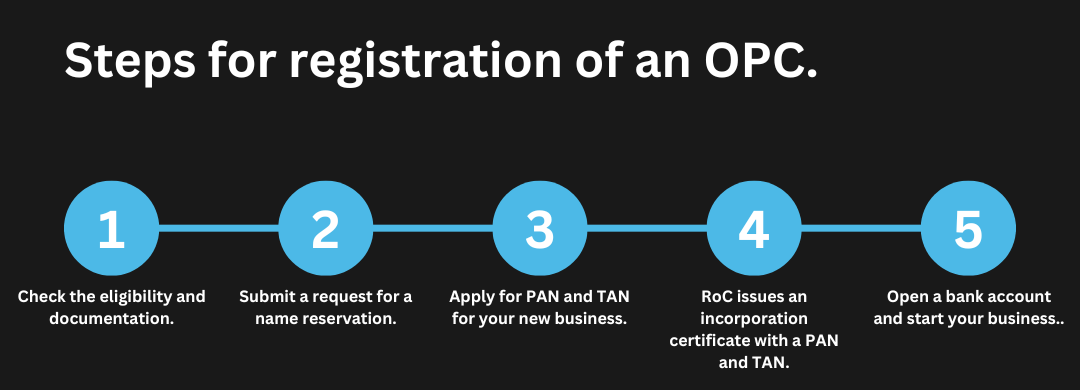 Steps for registration of an OPC.
1
2
3
4
5
Check the eligibility and
documentation.
Submit a request for a
name reservation.
Apply for PAN and TAN
for your new business.
RoC issues an
incorporation
certificate with a PAN
and TAN.
Open a bank account
and start your business..